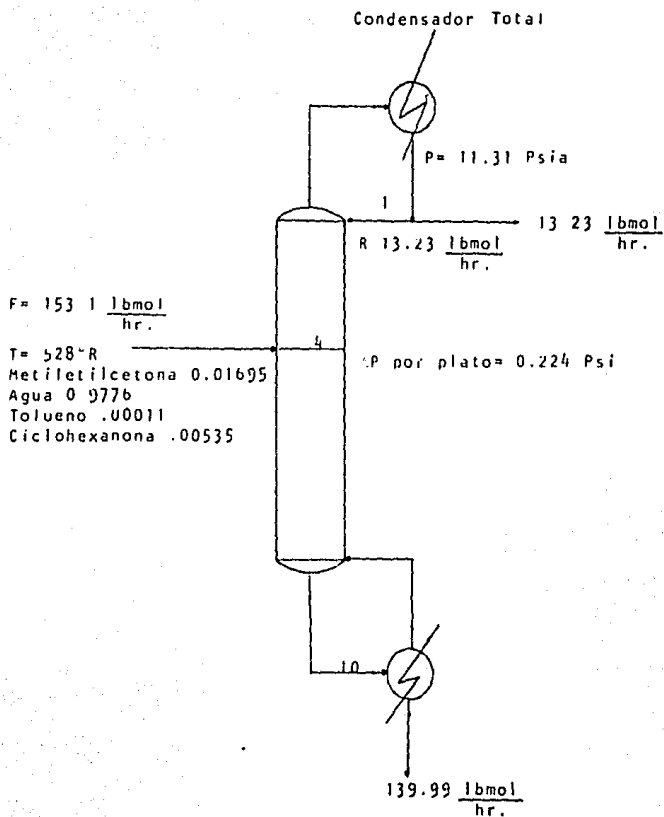 Condensador Total
P= 11.31 Psia
1
13 23 lbmol
hr.
R 13.23 lbmol
hr.
F= 153 1 lbmol
hr.
T= 528°R
4
ΔP por plato= 0.224 Psi
Metiletilcetona 0.01695
Agua 0 9776
Tolueno .00011
Ciclohexanona .00535
10
139.99 lbmol
hr.